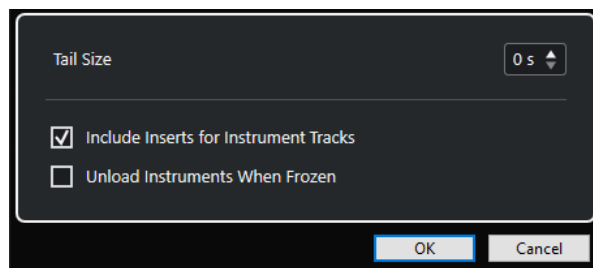 Tail Size
0 s
Include Inserts for Instrument Tracks
Unload Instruments When Frozen
OK
Cancel